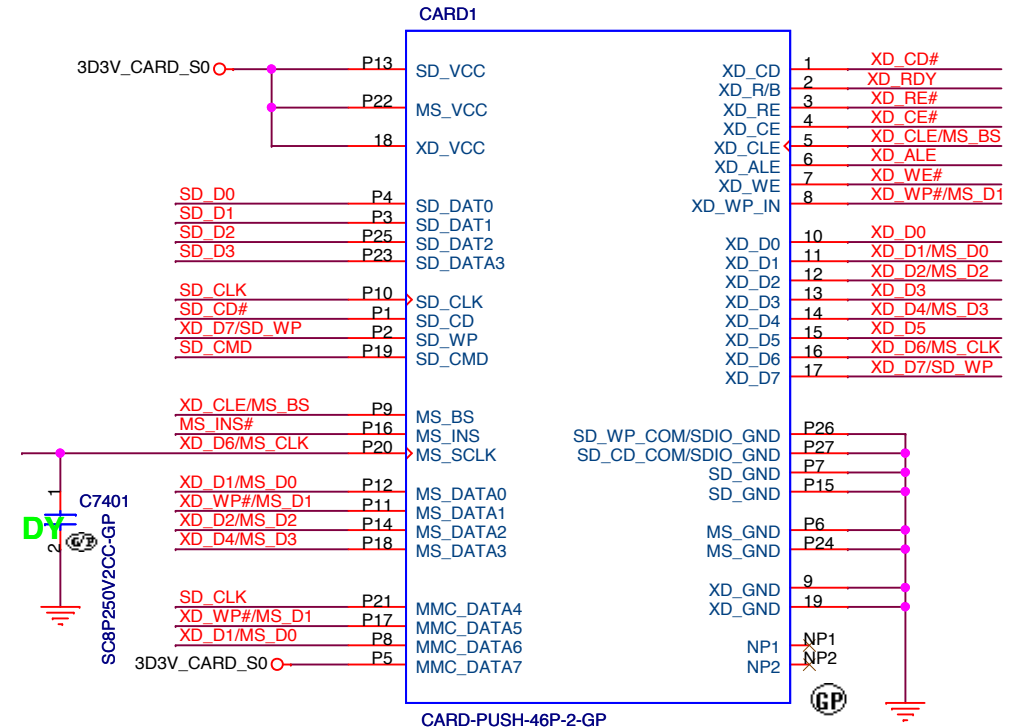 CARD1
3D3V_CARD_S0
P13 SD_VCC
P22 MS_VCC
18 XD_VCC
SD_D0 P4 SD_DAT0
SD_D1 P3 SD_DAT1
SD_D2 P25 SD_DAT2
SD_D3 P23 SD_DATA3
SD_CLK P10 SD_CLK
SD_CD# P1 SD_CD
XD_D7/SD_WP P2 SD_WP
SD_CMD P19 SD_CMD
XD_CLE/MS_BS P9 MS_BS
MS_INS# P16 MS_INS
XD_D6/MS_CLK P20 MS_SCLK
XD_D1/MS_D0 P12 MS_DATA0
XD_WP#/MS_D1 P11 MS_DATA1
XD_D2/MS_D2 P14 MS_DATA2
XD_D4/MS_D3 P18 MS_DATA3
SD_CLK P21 MMC_DATA4
XD_WP#/MS_D1 P17 MMC_DATA5
XD_D1/MS_D0 P8 MMC_DATA6
3D3V_CARD_S0 P5 MMC_DATA7
1
C7401
DY
2
SC8P250V2CC-GP
XD_CD 1 XD_CD#
XD_R/B 2 XD_RDY
XD_RE 3 XD_RE#
XD_CE 4 XD_CE#
XD_CLE 5 XD_CLE/MS_BS
XD_ALE 6 XD_ALE
XD_WE 7 XD_WE#
XD_WP_IN 8 XD_WP#/MS_D1
XD_D0 10 XD_D0
XD_D1 11 XD_D1/MS_D0
XD_D2 12 XD_D2/MS_D2
XD_D3 13 XD_D3
XD_D4 14 XD_D4/MS_D3
XD_D5 15 XD_D5
XD_D6 16 XD_D6/MS_CLK
XD_D7 17 XD_D7/SD_WP
SD_WP_COM/SDIO_GND P26
SD_CD_COM/SDIO_GND P27
SD_GND P7
SD_GND P15
MS_GND P6
MS_GND P24
XD_GND 9
XD_GND 19
NP1 NP1
NP2 NP2
GP
CARD-PUSH-46P-2-GP